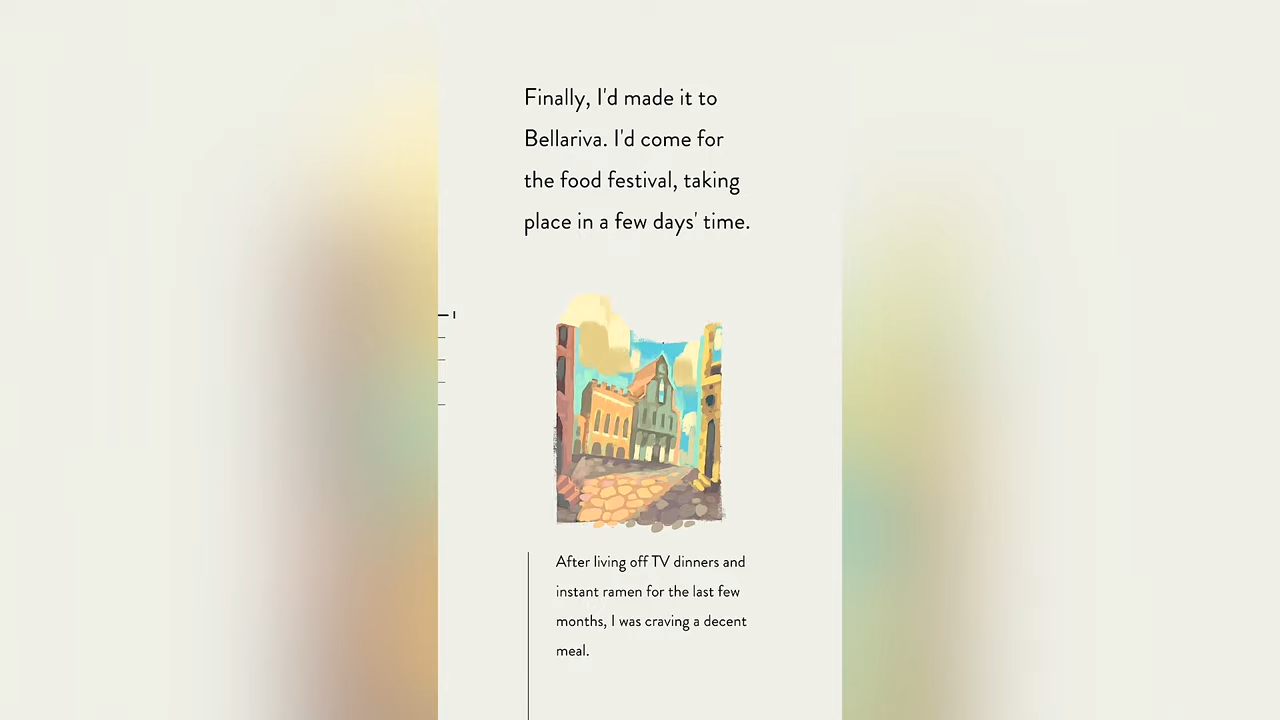 Finally, I'd made it to
Bellariva. I'd come for
the food festival, taking
place in a few days' time.
After living off TV dinners and
instant ramen for the last few
months, I was craving a decent
meal.